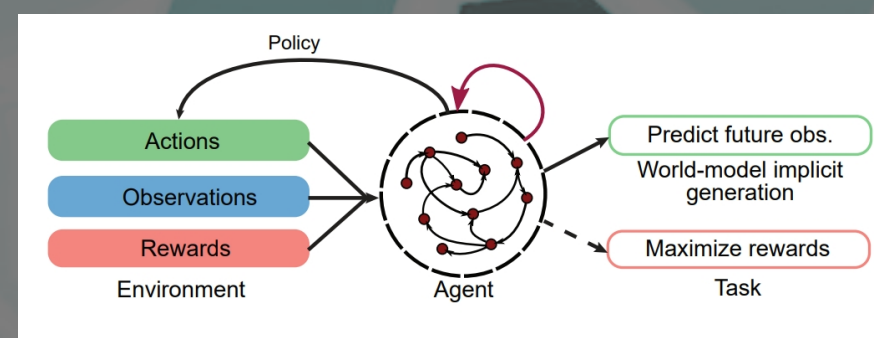 Policy
Actions
Observations
Rewards
Environment
Agent
Predict future obs.
World-model implicit
generation
Maximize rewards
Task